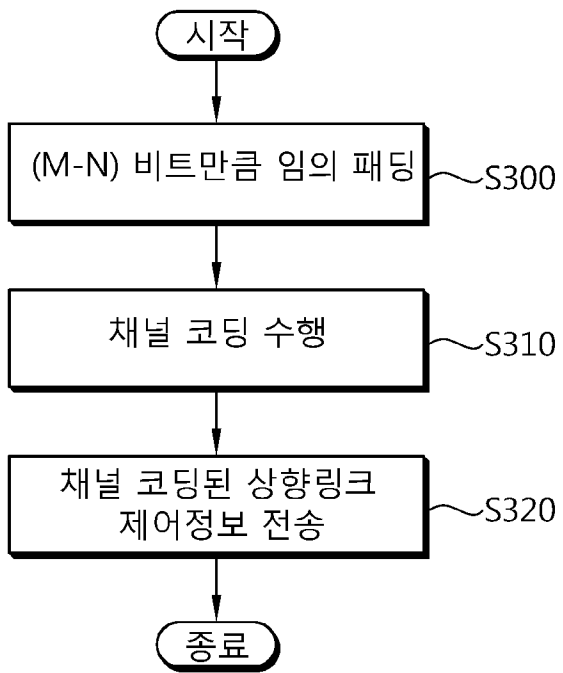 시작
(M-N) 비트만큼 임의 패딩
S300
채널 코딩 수행
S310
채널 코딩된 상향링크
제어정보 전송
S320
종료